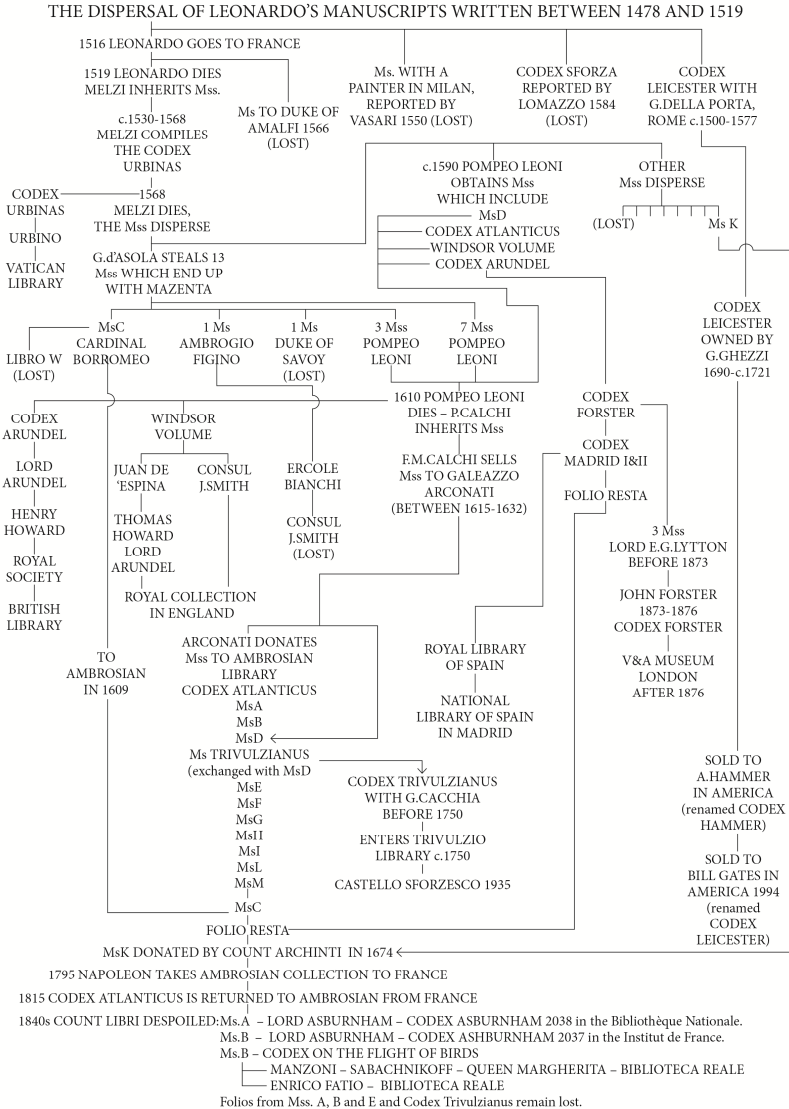 THE DISPERSAL OF LEONARDO'S MANUSCRIPTS WRITTEN BETWEEN 1478 AND 1519
1516 LEONARDO GOES TO FRANCE
1519 LEONARDO DIES
MELZI INHERITS Mss.
Ms TO DUKE OF
AMALFI 1566
(LOST)
Ms. WITH A
PAINTER IN MILAN,
REPORTED BY
VASARI 1550 (LOST)
CODEX SFORZA
REPORTED BY
LOMAZZO 1584
(LOST)
CODEX
LEICESTER WITH
G.DELLA PORTA,
ROME c.1500-1577
c.1530-1568
MELZI COMPILES
THE CODEX
URBINAS
CODEX
URBINAS
URBINO
VATICAN
LIBRARY
1568
MELZI DIES,
THE Mss DISPERSE
c.1590 POMPEO LEONI
OBTAINS Mss
WHICH INCLUDE
MsD
CODEX ATLANTICUS
WINDSOR VOLUME
CODEX ARUNDEL
OTHER
Mss DISPERSE
(LOST)
Ms K
G.d'ASOLA STEALS 13
Mss WHICH END UP
WITH MAZENTA
LIBRO W
(LOST)
MsC
CARDINAL
BORROMEO
1 Ms
AMBROGIO
FIGINO
1 Ms
DUKE OF
SAVOY
(LOST)
3 Mss
POMPEO
LEONI
7 Mss
POMPEO
LEONI
CODEX
LEICESTER
OWNED BY
G.GHEZZI
1690-c.1721
1610 POMPEO LEONI
DIES – P.CALCHI
INHERITS Mss
CODEX
FORSTER
CODEX
MADRID I&II
FOLIO RESTA
CODEX
ARUNDEL
LORD
ARUNDEL
HENRY
HOWARD
ROYAL
SOCIETY
BRITISH
LIBRARY
WINDSOR
VOLUME
JUAN DE
'ESPINA
THOMAS
HOWARD
LORD
ARUNDEL
CONSUL
J.SMITH
ROYAL COLLECTION
IN ENGLAND
ERCOLE
BIANCHI
CONSUL
J.SMITH
(LOST)
F.M.CALCHI SELLS
Mss TO GALEAZZO
ARCONATI
(BETWEEN 1615-1632)
3 Mss
LORD E.G.LYTTON
BEFORE 1873
JOHN FORSTER
1873-1876
CODEX FORSTER
V&A MUSEUM
LONDON
AFTER 1876
TO
AMBROSIAN
IN 1609
ARCONATI DONATES
Mss TO AMBROSIAN
LIBRARY
CODEX ATLANTICUS
MsA
MsB
MsD
Ms TRIVULZIANUS
(exchanged with MsD
MsE
MsF
MsG
MsH
MsI
MsL
MsM
MsC
FOLIO RESTA
ROYAL LIBRARY
OF SPAIN
NATIONAL
LIBRARY OF SPAIN
IN MADRID
CODEX TRIVULZIANUS
WITH G.CACCHIA
BEFORE 1750
ENTERS TRIVULZIO
LIBRARY c.1750
CASTELLO SFORZESCO 1935
SOLD TO
A.HAMMER
IN AMERICA
(renamed CODEX
HAMMER)
SOLD TO
BILL GATES IN
AMERICA 1994
(renamed
CODEX
LEICESTER)
MsK DONATED BY COUNT ARCHINTI IN 1674
1795 NAPOLEON TAKES AMBROSIAN COLLECTION TO FRANCE
1815 CODEX ATLANTICUS IS RETURNED TO AMBROSIAN FROM FRANCE
1840s COUNT LIBRI DESPOILED: Ms.A – LORD ASBURNHAM – CODEX ASBURNHAM 2038 in the Bibliothèque Nationale.
Ms.B – LORD ASBURNHAM – CODEX ASHBURNHAM 2037 in the Institut de France.
Ms.B – CODEX ON THE FLIGHT OF BIRDS
MANZONI – SABACHNIKOFF – QUEEN MARGHERITA – BIBLIOTECA REALE
ENRICO FATIO – BIBLIOTECA REALE
Folios from Mss. A, B and E and Codex Trivulzianus remain lost.